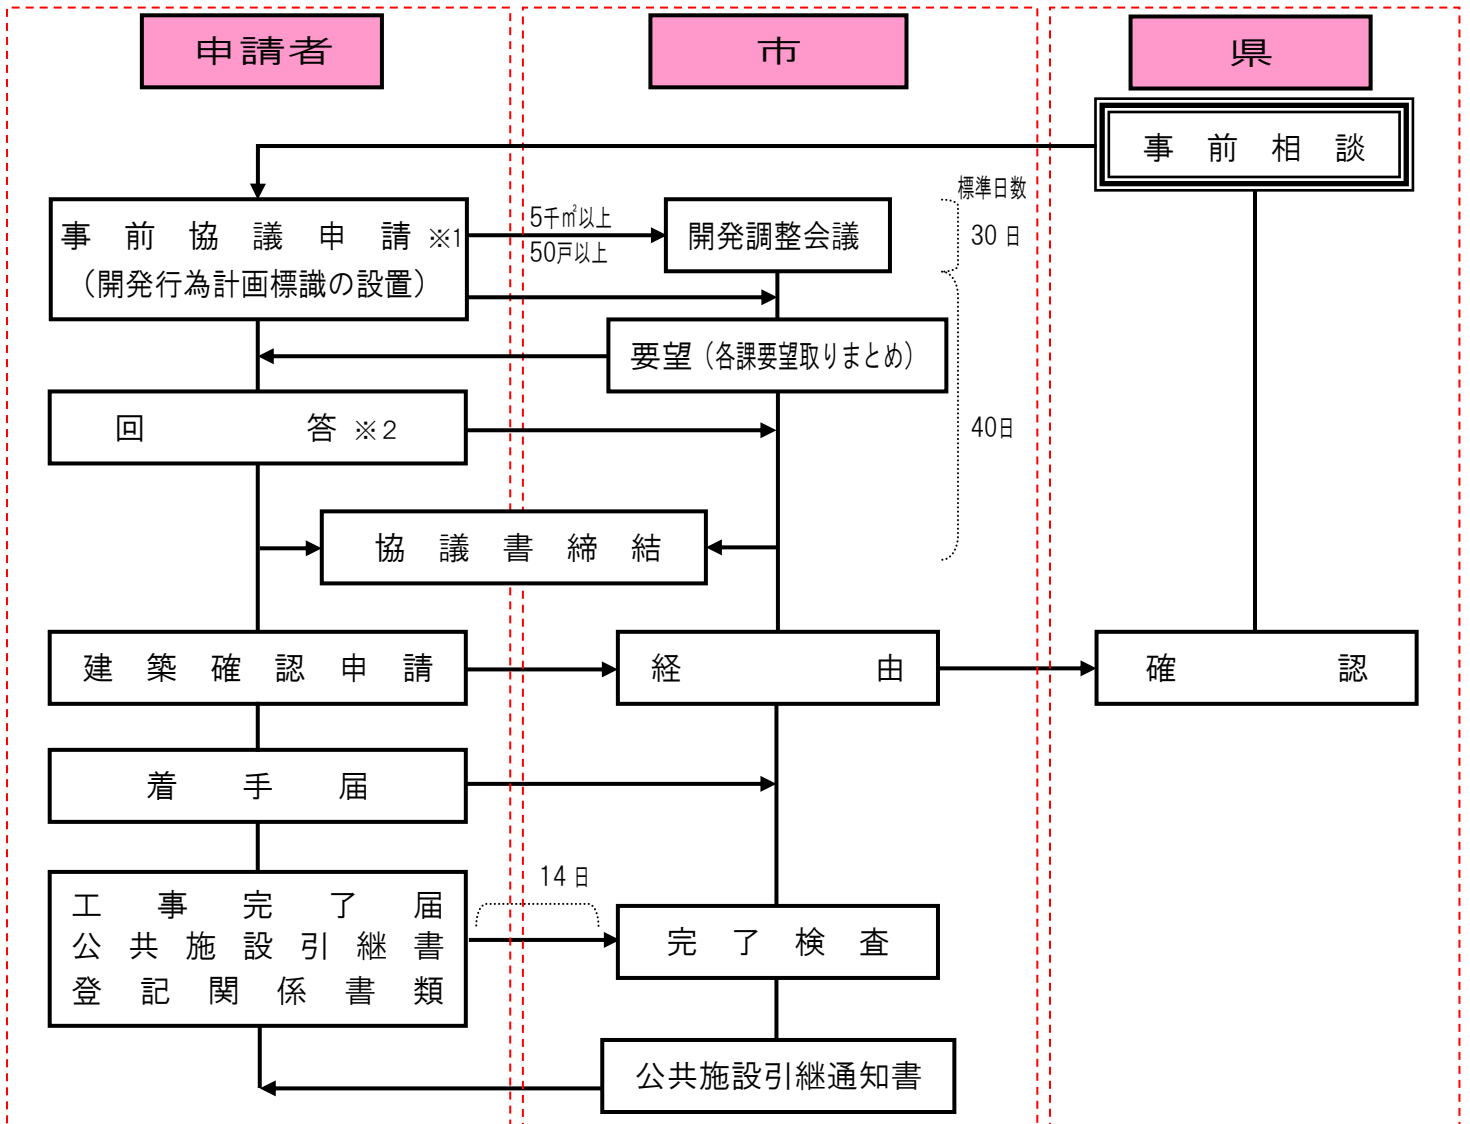 申請者
市
県
事前相談
標準日数
事前協議申請 ※1
(開発行為計画標識の設置)
5千㎡以上
50戸以上
開発調整会議
30日
要望(各課要望取りまとめ)
回答 ※2
40日
協議書締結
建築確認申請
経由
確認
着手届
14日
工事完了届
公共施設引継書
登記関係書類
完了検査
公共施設引継通知書